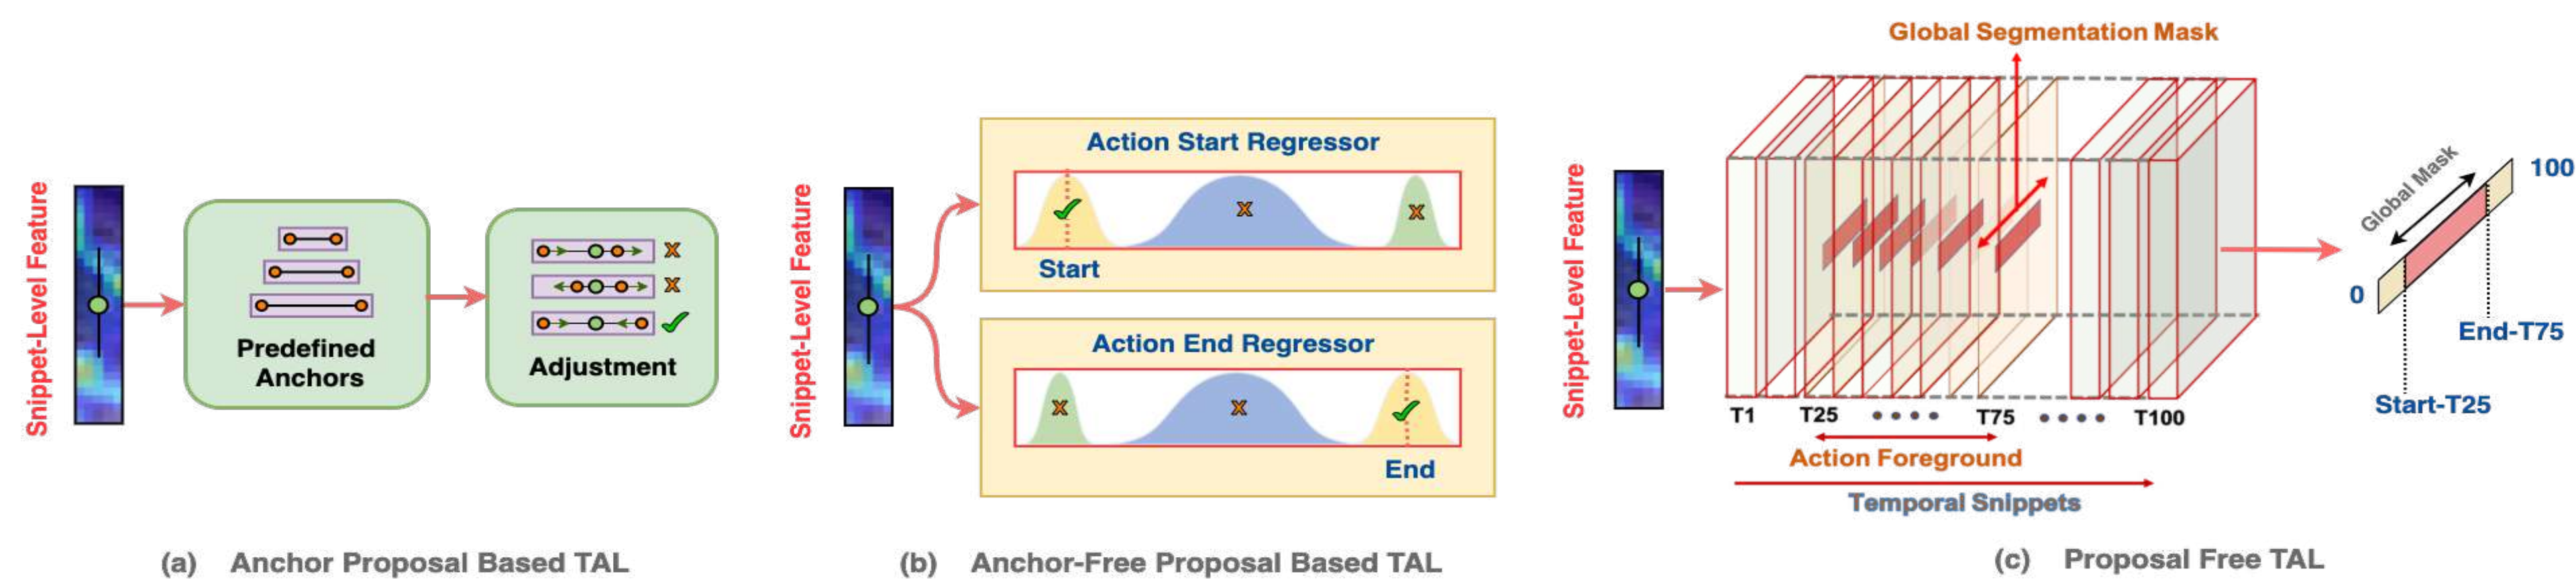 Snippet-Level Feature
Predefined
Anchors
Adjustment
(a) Anchor Proposal Based TAL
Snippet-Level Feature
Action Start Regressor
Start
Action End Regressor
End
(b) Anchor-Free Proposal Based TAL
Snippet-Level Feature
Global Segmentation Mask
T1 T25 T75 T100
Action Foreground
Temporal Snippets
Global Mask
100
0
End-T75
Start-T25
(c) Proposal Free TAL